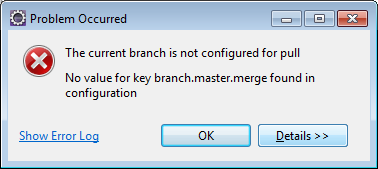 Problem Occurred
The current branch is not configured for pull
No value for key branch.master.merge found in
configuration
Show Error Log
OK
Details >>